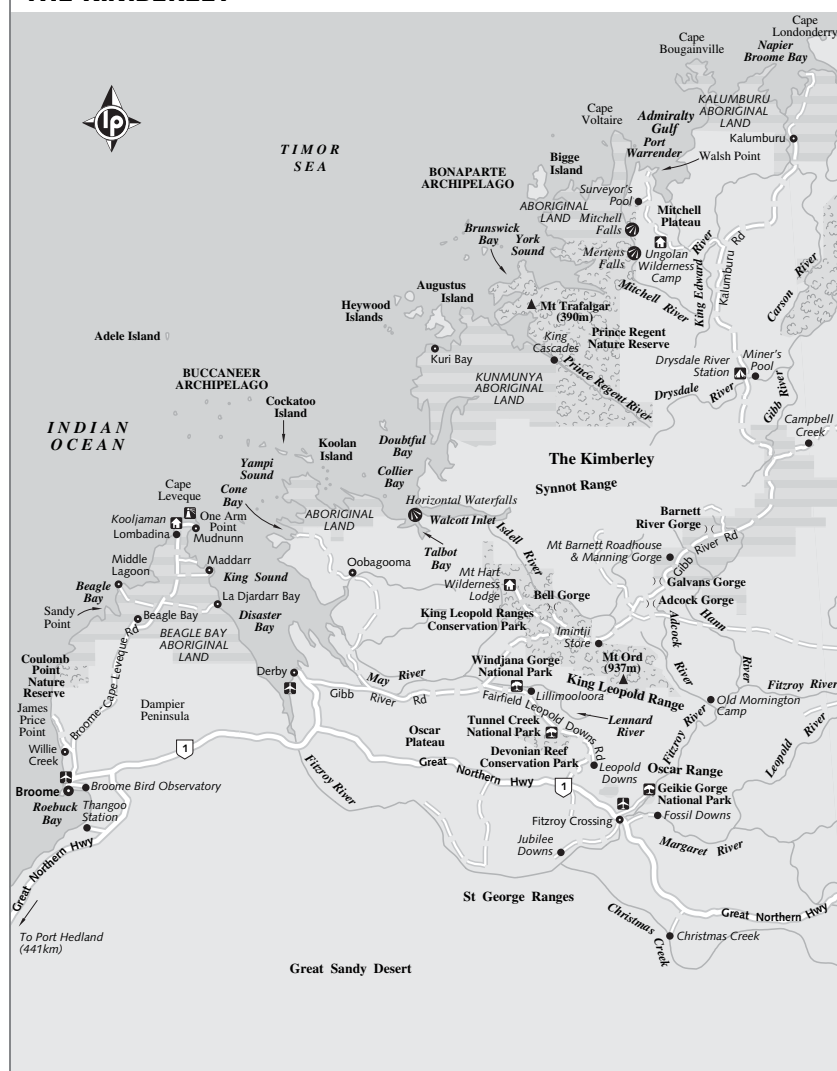 Cape
Londonderry
Cape
Bougainville
Napier
Broome Bay
lp
KALUMBURU
ABORIGINAL
LAND
Cape
Voltaire
Admiralty
Gulf
Port
Warrender
Kalumburu
TIMOR
SEA
Bigge
Island
Walsh Point
BONAPARTE
ARCHIPELAGO
Surveyor's
Pool
ABORIGINAL
LAND
Mitchell
Plateau
Mitchell
Falls
Brunswick
Bay
York
Sound
Mertens
Falls
Ungolan
Wilderness
Camp
King Edward River
Kalumburu Rd
Carson River
Mitchell River
Augustus
Island
Heywood
Islands
Mt Trafalgar
(390m)
Adele Island
Prince Regent
Nature Reserve
King
Cascades
Kuri Bay
Prince Regent River
Drysdale River
Station
Miner's
Pool
BUCCANEER
ARCHIPELAGO
KUNMUNYA
ABORIGINAL
LAND
Drysdale River
Gibb River
Cockatoo
Island
Campbell
Creek
INDIAN
OCEAN
Koolan
Island
Doubtful
Bay
The Kimberley
Yampi
Sound
Collier
Bay
Synnot Range
Cape
Leveque
Cone
Bay
Horizontal Waterfalls
Kooljaman
One Arm
Point
ABORIGINAL
LAND
Walcott Inlet
Barnett
River Gorge
Mudnunn
Lombadina
Isdell River
Talbot
Bay
Mt Barnett Roadhouse
& Manning Gorge
Gibb River Rd
Middle
Lagoon
Maddarr
Oobagooma
Mt Hart
Wilderness
Lodge
Galvans Gorge
King Sound
Bell Gorge
Adcock Gorge
Beagle
Bay
La Djardarr Bay
Sandy
Point
Beagle Bay
Disaster
Bay
King Leopold Ranges
Conservation Park
Hann River
Adcock River
BEAGLE BAY
ABORIGINAL
LAND
Imintji
Store
Coulomb
Point
Nature
Reserve
Broome-Cape Leveque Rd
Derby
May River
Windjana Gorge
National Park
Mt Ord
(937m)
King Leopold Range
Fitzroy River
Gibb River Rd
Lillimooloora
James
Price
Point
Dampier
Peninsula
Fairfield Leopold Downs Rd
Old Mornington
Camp
Oscar
Plateau
Tunnel Creek
National Park
Lennard
River
Fitzroy River
Leopold River
Willie
Creek
1
Devonian Reef
Conservation Park
Great Northern Hwy
Fitzroy River
Leopold
Downs
Oscar Range
1
Geikie Gorge
National Park
Broome
Broome Bird Observatory
Roebuck
Bay
Thangoo
Station
Fitzroy Crossing
Fossil Downs
Great Northern Hwy
Jubilee
Downs
Margaret River
St George Ranges
Christmas Creek
Great Northern Hwy
To Port Hedland
(441km)
Christmas Creek
Great Sandy Desert